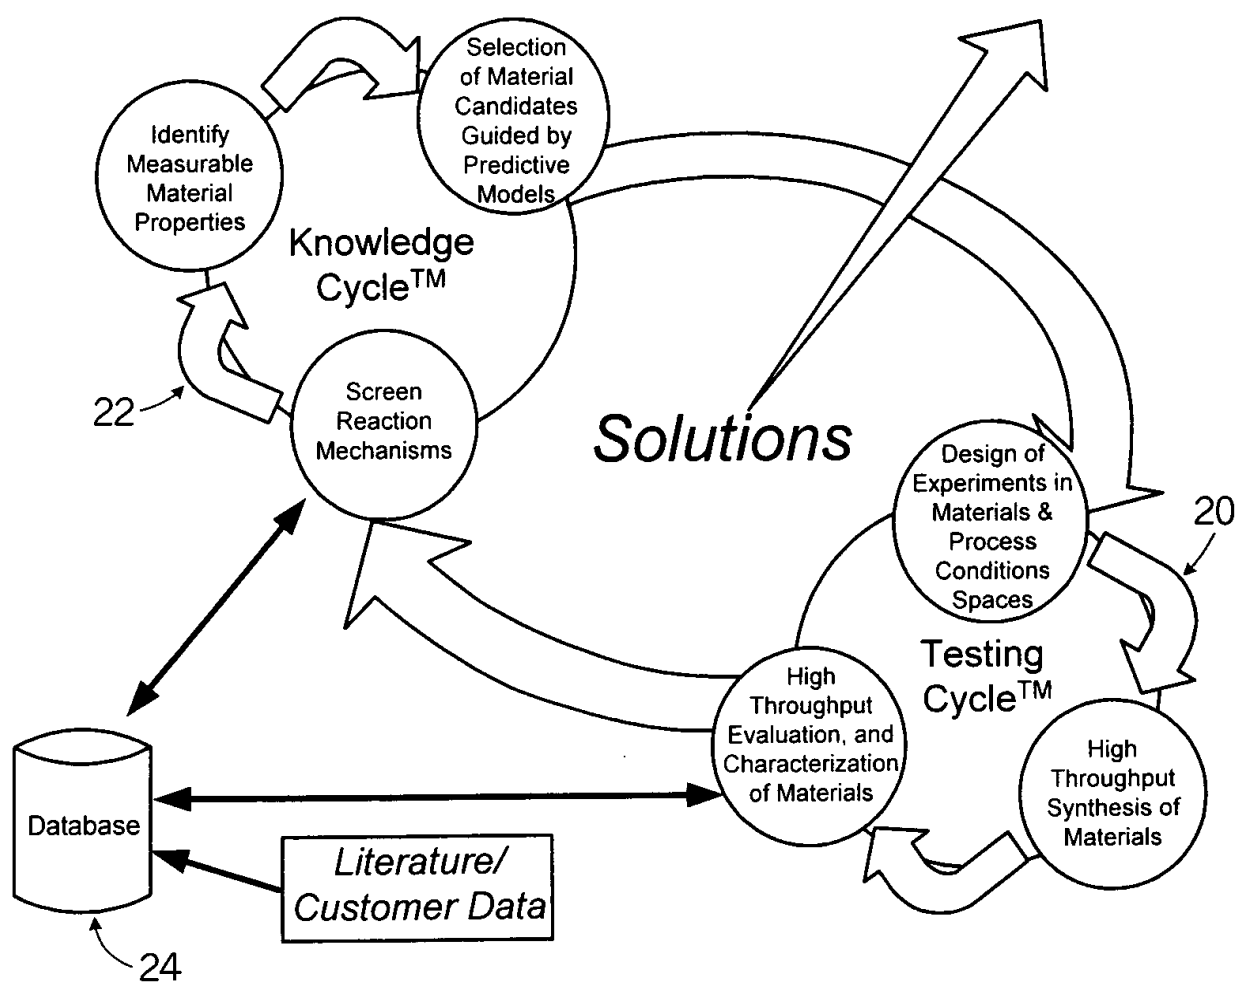 Selection
of Material
Candidates
Guided by
Predictive
Models
Identify
Measurable
Material
Properties
Knowledge
Cycle™
22
Screen
Reaction
Mechanisms
Solutions
Design of
Experiments in
Materials &
Process
Conditions
Spaces
20
Testing
Cycle™
High
Throughput
Evaluation, and
Characterization
of Materials
High
Throughput
Synthesis of
Materials
Database
Literature/
Customer Data
24